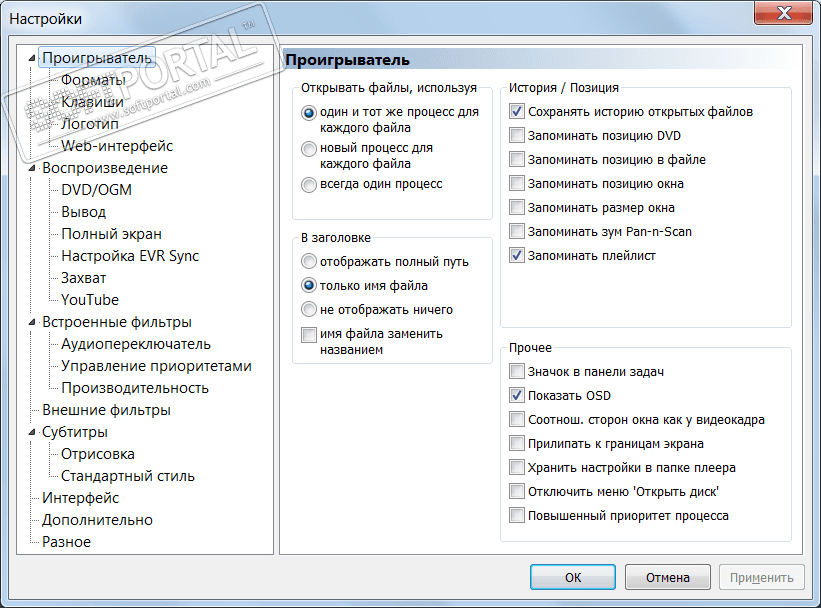 Настройки
Проигрыватель
Форматы
Клавиши
Логотип
Web-интерфейс
Воспроизведение
DVD/OGM
Вывод
Полный экран
Настройка EVR Sync
Захват
YouTube
Встроенные фильтры
Аудиопереключатель
Управление приоритетами
Производительность
Внешние фильтры
Субтитры
Отрисовка
Стандартный стиль
Интерфейс
Дополнительно
Разное
SOFTPORTAL™
www.softportal.com
Проигрыватель
Открывать файлы, используя
один и тот же процесс для
каждого файла
новый процесс для
каждого файла
всегда один процесс
В заголовке
отображать полный путь
только имя файла
не отображать ничего
имя файла заменить
названием
История / Позиция
Сохранять историю открытых файлов
Запоминать позицию DVD
Запоминать позицию в файле
Запоминать позицию окна
Запоминать размер окна
Запоминать зум Pan-n-Scan
Запоминать плейлист
Прочее
Значок в панели задач
Показать OSD
Соотнош. сторон окна как у видеокадра
Прилипать к границам экрана
Хранить настройки в папке плеера
Отключить меню 'Открыть диск'
Повышенный приоритет процесса
ОК
Отмена
Применить